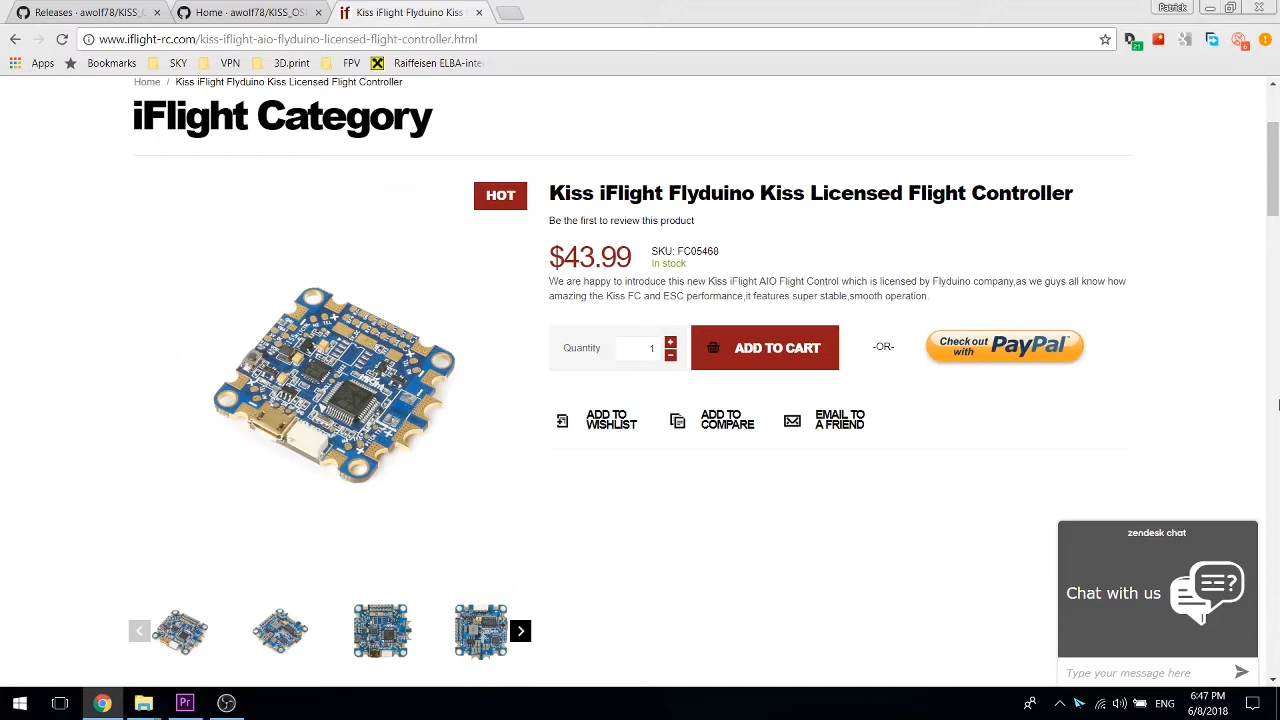 Releases · awolf78/KISS_C
Home · awolf78/KISS_OS
Kiss iFlight Flyduino Kiss
Patrick
www.iflight-rc.com/kiss-iflight-aio-flyduino-licensed-flight-controller.html
21
6
Apps
Bookmarks
SKY
VPN
3D.print
FPV
Raiffeisen ELBA-inte
Home / Kiss iFlight Flyduino Kiss Licensed Flight Controller
iFlight Category
HOT
Kiss iFlight Flyduino Kiss Licensed Flight Controller
Be the first to review this product
$43.99
SKU: FC05468
In stock
We are happy to introduce this new Kiss iFlight AIO Flight Control which is licensed by Flyduino company,as we guys all know how
amazing the Kiss FC and ESC performance,it features super stable,smooth operation.
Quantity
1
ADD TO CART
-OR-
Check out
with PayPal
ADD TO
WISHLIST
ADD TO
COMPARE
EMAIL TO
A FRIEND
zendesk chat
Chat with us
Type your message here
Pr
ENG
6:47 PM
6/8/2018